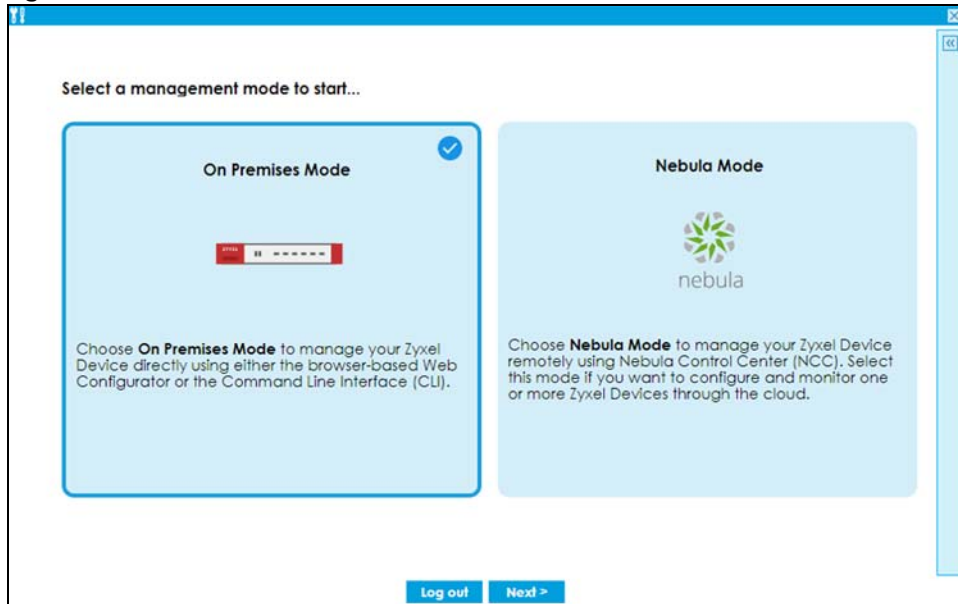 Select a management mode to start...
On Premises Mode
ZYXEL
Choose On Premises Mode to manage your Zyxel
Device directly using either the browser-based Web
Configurator or the Command Line Interface (CLI).
Nebula Mode
nebula
Choose Nebula Mode to manage your Zyxel Device
remotely using Nebula Control Center (NCC). Select
this mode if you want to configure and monitor one
or more Zyxel Devices through the cloud.
Log out
Next >